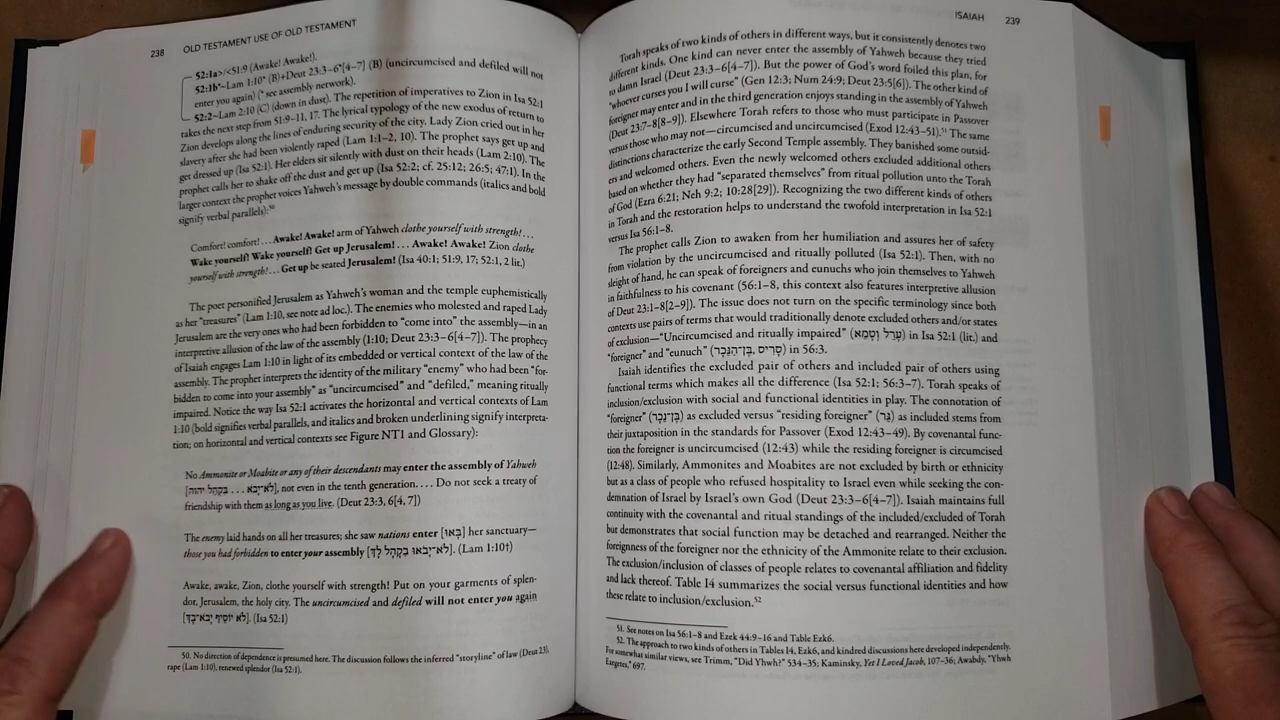 238 OLD TESTAMENT USE OF OLD TESTAMENT
52:1a>/<51:9 (Awake! Awake!).
52:1b*~Lam 1:10* (B)+Deut 23:3–6*[4–7] (B) (uncircumcised and defiled will not
enter you again) (* see assembly network).
52:2~Lam 2:10 (C) (down in dust). The repetition of imperatives to Zion in Isa 52:1
takes the next step from 51:9–11, 17. The lyrical typology of the new exodus of return to
Zion develops along the lines of enduring security of the city. Lady Zion cried out in her
slavery after she had been violently raped (Lam 1:1–2, 10). The prophet says get up and
get dressed up (Isa 52:1). Her elders sit silently with dust on their heads (Lam 2:10). The
prophet calls her to shake off the dust and get up (Isa 52:2; cf. 25:12; 26:5; 47:1). In the
larger context the prophet voices Yahweh's message by double commands (italics and bold
signify verbal parallels):50
Comfort! comfort! . . . Awake! Awake! arm of Yahweh clothe yourself with strength! . . .
Wake yourself! Wake yourself! Get up Jerusalem! . . . Awake! Awake! Zion clothe
yourself with strength! . . . Get up be seated Jerusalem! (Isa 40:1; 51:9, 17; 52:1, 2 lit.)
The poet personified Jerusalem as Yahweh's woman and the temple euphemistically
as her "treasures" (Lam 1:10, see note ad loc.). The enemies who molested and raped Lady
Jerusalem are the very ones who had been forbidden to "come into" the assembly—in an
interpretive allusion of the law of the assembly (1:10; Deut 23:3–6[4–7]). The prophecy
of Isaiah engages Lam 1:10 in light of its embedded or vertical context of the law of the
assembly. The prophet interprets the identity of the military "enemy" who had been "for-
bidden to come into your assembly" as "uncircumcised" and "defiled," meaning ritually
impaired. Notice the way Isa 52:1 activates the horizontal and vertical contexts of Lam
1:10 (bold signifies verbal parallels, and italics and broken underlining signify interpreta-
tion; on horizontal and vertical contexts see Figure NT1 and Glossary):
No Ammonite or Moabite or any of their descendants may enter the assembly of Yahweh
[לֹא־יָבֹא . . . בִּקְהַל יהוה], not even in the tenth generation. . . . Do not seek a treaty of
friendship with them as long as you live. (Deut 23:3, 6[4, 7])
The enemy laid hands on all her treasures; she saw nations enter [בָּאוּ] her sanctuary—
those you had forbidden to enter your assembly [לֹא־יָבֹאוּ בַקָּהָל לָךְ]. (Lam 1:10†)
Awake, awake, Zion, clothe yourself with strength! Put on your garments of splen-
dor, Jerusalem, the holy city. The uncircumcised and defiled will not enter you again
[לֹא יוֹסִיף יָבֹא־בָךְ]. (Isa 52:1)
50. No direction of dependence is presumed here. The discussion follows the inferred "storyline" of law (Deut 23),
rape (Lam 1:10), renewed splendor (Isa 52:1).
ISAIAH 239
Torah speaks of two kinds of others in different ways, but it consistently denotes two
different kinds. One kind can never enter the assembly of Yahweh because they tried
to damn Israel (Deut 23:3–6[4–7]). But the power of God's word foiled this plan, for
"whoever curses you I will curse" (Gen 12:3; Num 24:9; Deut 23:5[6]). The other kind of
foreigner may enter and in the third generation enjoys standing in the assembly of Yahweh
(Deut 23:7–8[8–9]). Elsewhere Torah refers to those who must participate in Passover
versus those who may not—circumcised and uncircumcised (Exod 12:43–51).51 The same
distinctions characterize the early Second Temple assembly. They banished some outsid-
ers and welcomed others. Even the newly welcomed others excluded additional others
based on whether they had "separated themselves" from ritual pollution unto the Torah
of God (Ezra 6:21; Neh 9:2; 10:28[29]). Recognizing the two different kinds of others
in Torah and the restoration helps to understand the twofold interpretation in Isa 52:1
versus Isa 56:1–8.
The prophet calls Zion to awaken from her humiliation and assures her of safety
from violation by the uncircumcised and ritually polluted (Isa 52:1). Then, with no
sleight of hand, he can speak of foreigners and eunuchs who join themselves to Yahweh
in faithfulness to his covenant (56:1–8, this context also features interpretive allusion
of Deut 23:1–8[2–9]). The issue does not turn on the specific terminology since both
contexts use pairs of terms that would traditionally denote excluded others and/or states
of exclusion—"Uncircumcised and ritually impaired" (עָרֵל וְטָמֵא) in Isa 52:1 (lit.) and
"foreigner" and "eunuch" (סָרִיס, בֶּן־הַנֵּכָר) in 56:3.
Isaiah identifies the excluded pair of others and included pair of others using
functional terms which makes all the difference (Isa 52:1; 56:3–7). Torah speaks of
inclusion/exclusion with social and functional identities in play. The connotation of
"foreigner" (בֶּן־נֵכָר) as excluded versus "residing foreigner" (גֵּר) as included stems from
their juxtaposition in the standards for Passover (Exod 12:43–49). By covenantal func-
tion the foreigner is uncircumcised (12:43) while the residing foreigner is circumcised
(12:48). Similarly, Ammonites and Moabites are not excluded by birth or ethnicity
but as a class of people who refused hospitality to Israel even while seeking the con-
demnation of Israel by Israel's own God (Deut 23:3–6[4–7]). Isaiah maintains full
continuity with the covenantal and ritual standings of the included/excluded of Torah
but demonstrates that social function may be detached and rearranged. Neither the
foreignness of the foreigner nor the ethnicity of the Ammonite relate to their exclusion.
The exclusion/inclusion of classes of people relates to covenantal affiliation and fidelity
and lack thereof. Table I4 summarizes the social versus functional identities and how
these relate to inclusion/exclusion.52
51. See notes on Isa 56:1–8 and Ezek 44:9–16 and Table Ezk6.
52. The approach to two kinds of others in Tables I4, Ezk6, and kindred discussions here developed independently.
For somewhat similar views, see Trimm, "Did Yhwh?" 534–35; Kaminsky, Yet I Loved Jacob, 107–36; Awabdy, "Yhwh
Exegetes," 697.